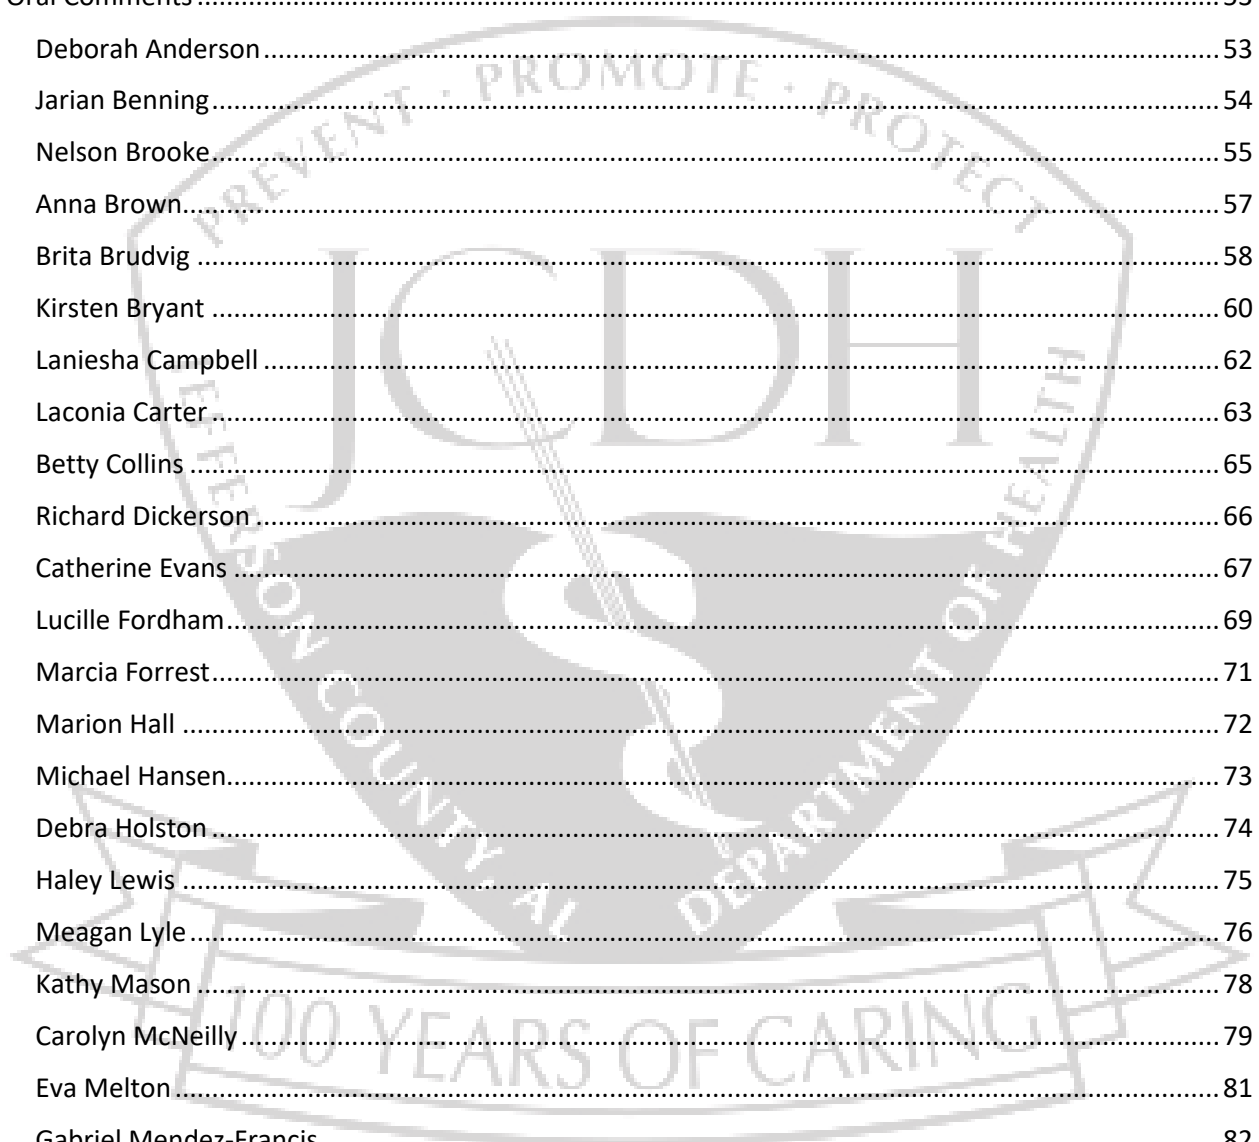 Oral Comments 53
Deborah Anderson 53
Jarian Benning 54
Nelson Brooke 55
Anna Brown 57
Brita Brudvig 58
Kirsten Bryant 60
Laniesha Campbell 62
Laconia Carter 63
Betty Collins 65
Richard Dickerson 66
Catherine Evans 67
Lucille Fordham 69
Marcia Forrest 71
Marion Hall 72
Michael Hansen 73
Debra Holston 74
Haley Lewis 75
Meagan Lyle 76
Kathy Mason 78
Carolyn McNeilly 79
Eva Melton 81
Gabriel Mendez-Francis 82
PREVENT · PROMOTE · PROTECT
JCDH
JEFFERSON COUNTY, AL DEPARTMENT OF HEALTH
100 YEARS OF CARING